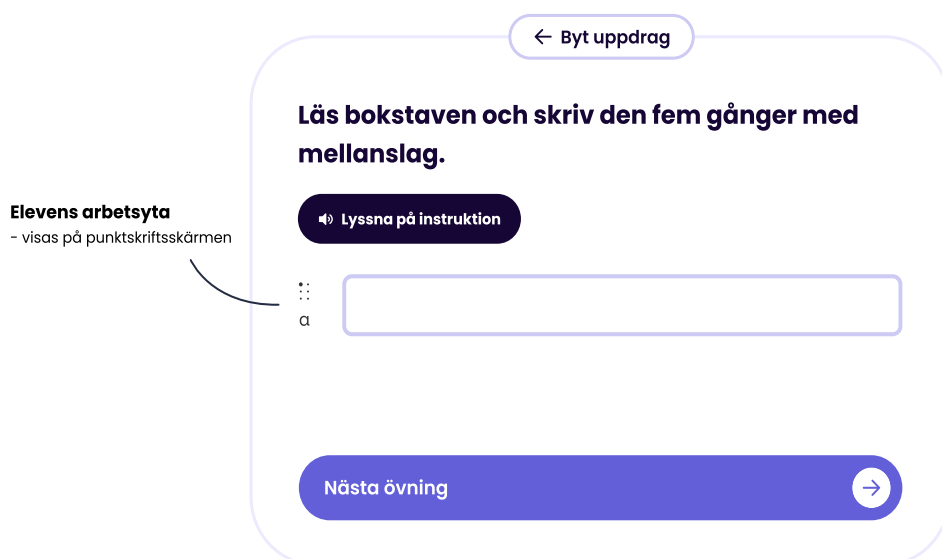 Byt uppdrag
Läs bokstaven och skriv den fem gånger med
mellanslag.
Lyssna på instruktion
Elevens arbetsyta
- visas på punktskriftsskärmen
⠁
a
Nästa övning